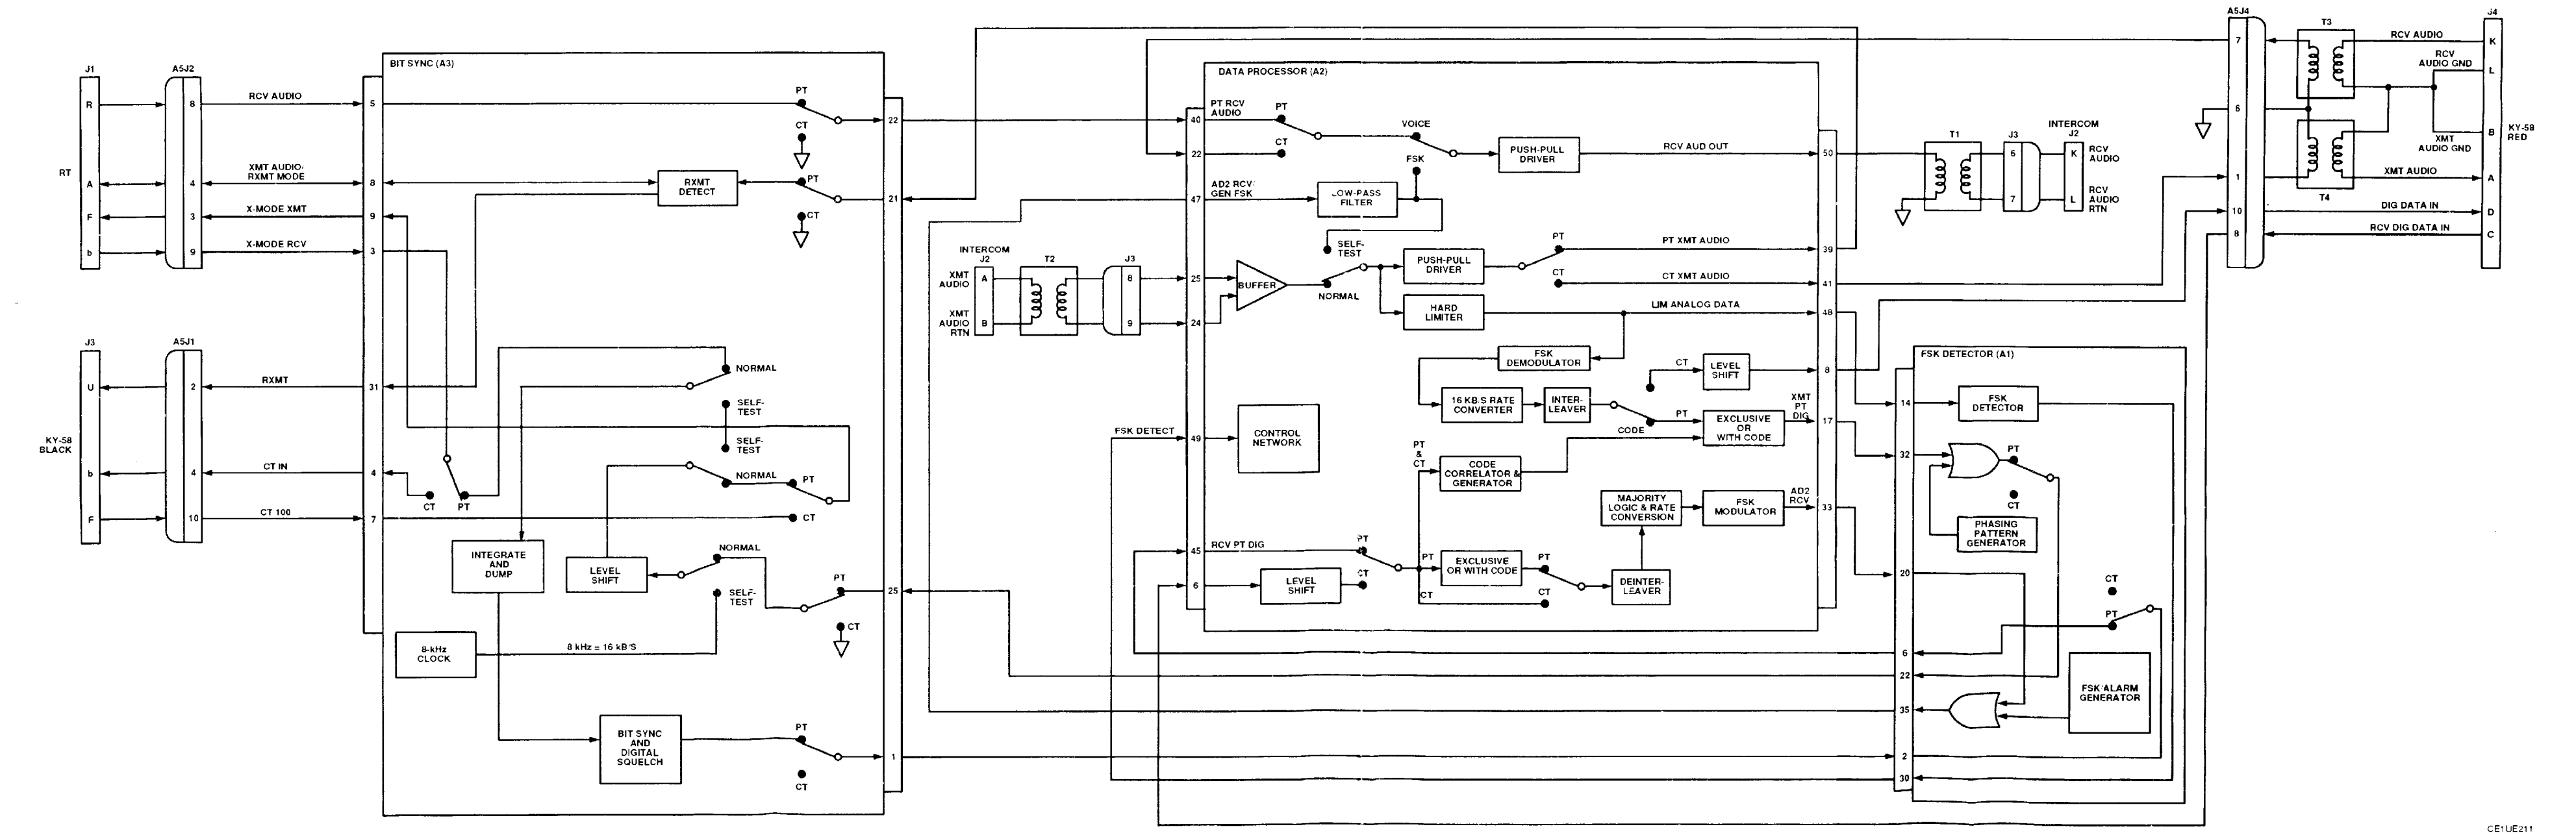 J1
R
A
F
b
RT
A5J2
8
4
3
9
RCV AUDIO
XMT AUDIO/
RXMT MODE
X-MODE XMT
X-MODE RCV
J3
U
b
F
KY-58
BLACK
A5J1
2
4
10
RXMT
CT IN
CT 100
BIT SYNC (A3)
5
8
9
3
31
4
7
PT
CT
RXMT
DETECT
PT
CT
22
21
NORMAL
SELF-
TEST
SELF-
TEST
NORMAL
PT
CT
CT
PT
INTEGRATE
AND
DUMP
LEVEL
SHIFT
NORMAL
SELF-
TEST
PT
CT
25
8-kHz
CLOCK
8 kHz = 16 kB/S
BIT SYNC
AND
DIGITAL
SQUELCH
PT
CT
1
INTERCOM
J2
XMT
AUDIO
A
XMT
AUDIO
RTN
B
T2
J3
8
9
DATA PROCESSOR (A2)
40
22
47
25
24
49
45
6
PT RCV
AUDIO
PT
CT
VOICE
FSK
PUSH-PULL
DRIVER
RCV AUD OUT
50
AD2 RCV/
GEN FSK
LOW-PASS
FILTER
BUFFER
SELF-
TEST
NORMAL
PUSH-PULL
DRIVER
PT
CT
PT XMT AUDIO
39
CT XMT AUDIO
41
HARD
LIMITER
LIM ANALOG DATA
48
FSK
DEMODULATOR
16 KB/S RATE
CONVERTER
INTER-
LEAVER
CT
LEVEL
SHIFT
8
PT
EXCLUSIVE
OR
WITH CODE
XMT
PT
DIG
17
FSK DETECT
CONTROL
NETWORK
CODE
PT
&
CT
CODE
CORRELATOR &
GENERATOR
MAJORITY
LOGIC & RATE
CONVERSION
FSK
MODULATOR
AD2
RCV
33
RCV PT DIG
PT
CT
LEVEL
SHIFT
PT
CT
EXCLUSIVE
OR WITH CODE
PT
CT
DEINTER-
LEAVER
T1
J3
6
7
INTERCOM
J2
K
L
RCV
AUDIO
RCV
AUDIO
RTN
FSK DETECTOR (A1)
14
32
20
6
22
35
2
30
FSK
DETECTOR
PT
CT
PHASING
PATTERN
GENERATOR
CT
PT
FSK/ALARM
GENERATOR
A5J4
7
6
1
10
8
T3
T4
RCV AUDIO
RCV
AUDIO GND
XMT
AUDIO GND
XMT AUDIO
DIG DATA IN
RCV DIG DATA IN
J4
K
L
B
A
D
C
KY-58
RED
CE1UE211